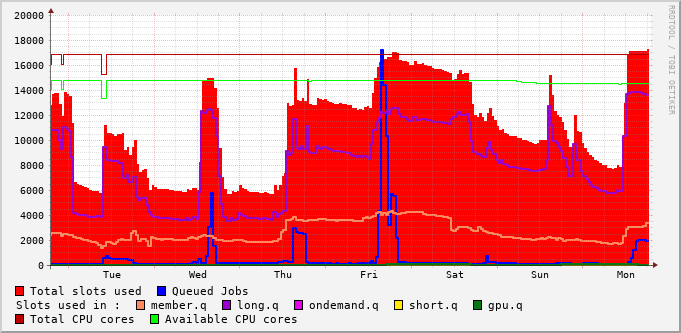 20000
18000
16000
14000
12000
10000
8000
6000
4000
2000
0
Tue Wed Thu Fri Sat Sun Mon
RRDTOOL / TOBI OETIKER
Total slots used Queued Jobs
Slots used in : member.q long.q ondemand.q short.q gpu.q
Total CPU cores Available CPU cores